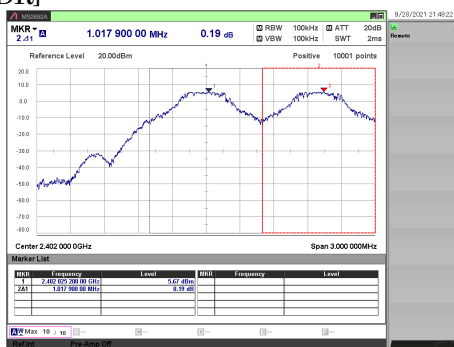 MS2692A
9/28/2021 21:48:22
MKR 1.017 900 00 MHz 0.19 dB RBW 100kHz ATT 20dB
2Δ1 VBW 100kHz SWT 2ms
Remote
Reference Level 20.00dBm Positive 10001 points
20.0
1
2
10.0
0.0
-10.0
-20.0
-30.0
-40.0
-50.0
-60.0
-70.0
-80.0
Center 2.402 000 0GHz Span 3.000 000MHz
Marker List
MKR Frequency Level MKR Frequency Level
1 2.402 025 200 00 GHz 5.67 dBm
2Δ1 1.017 900 00 MHz 0.19 dB
A Max 10 / 10
Ref.Int Pre-Amp Off